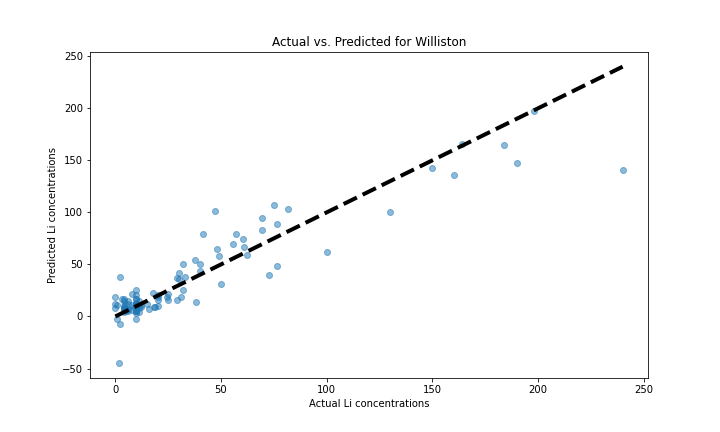 Actual vs. Predicted for Williston
250
200
150
100
50
0
−50
Predicted Li concentrations
0 50 100 150 200 250
Actual Li concentrations